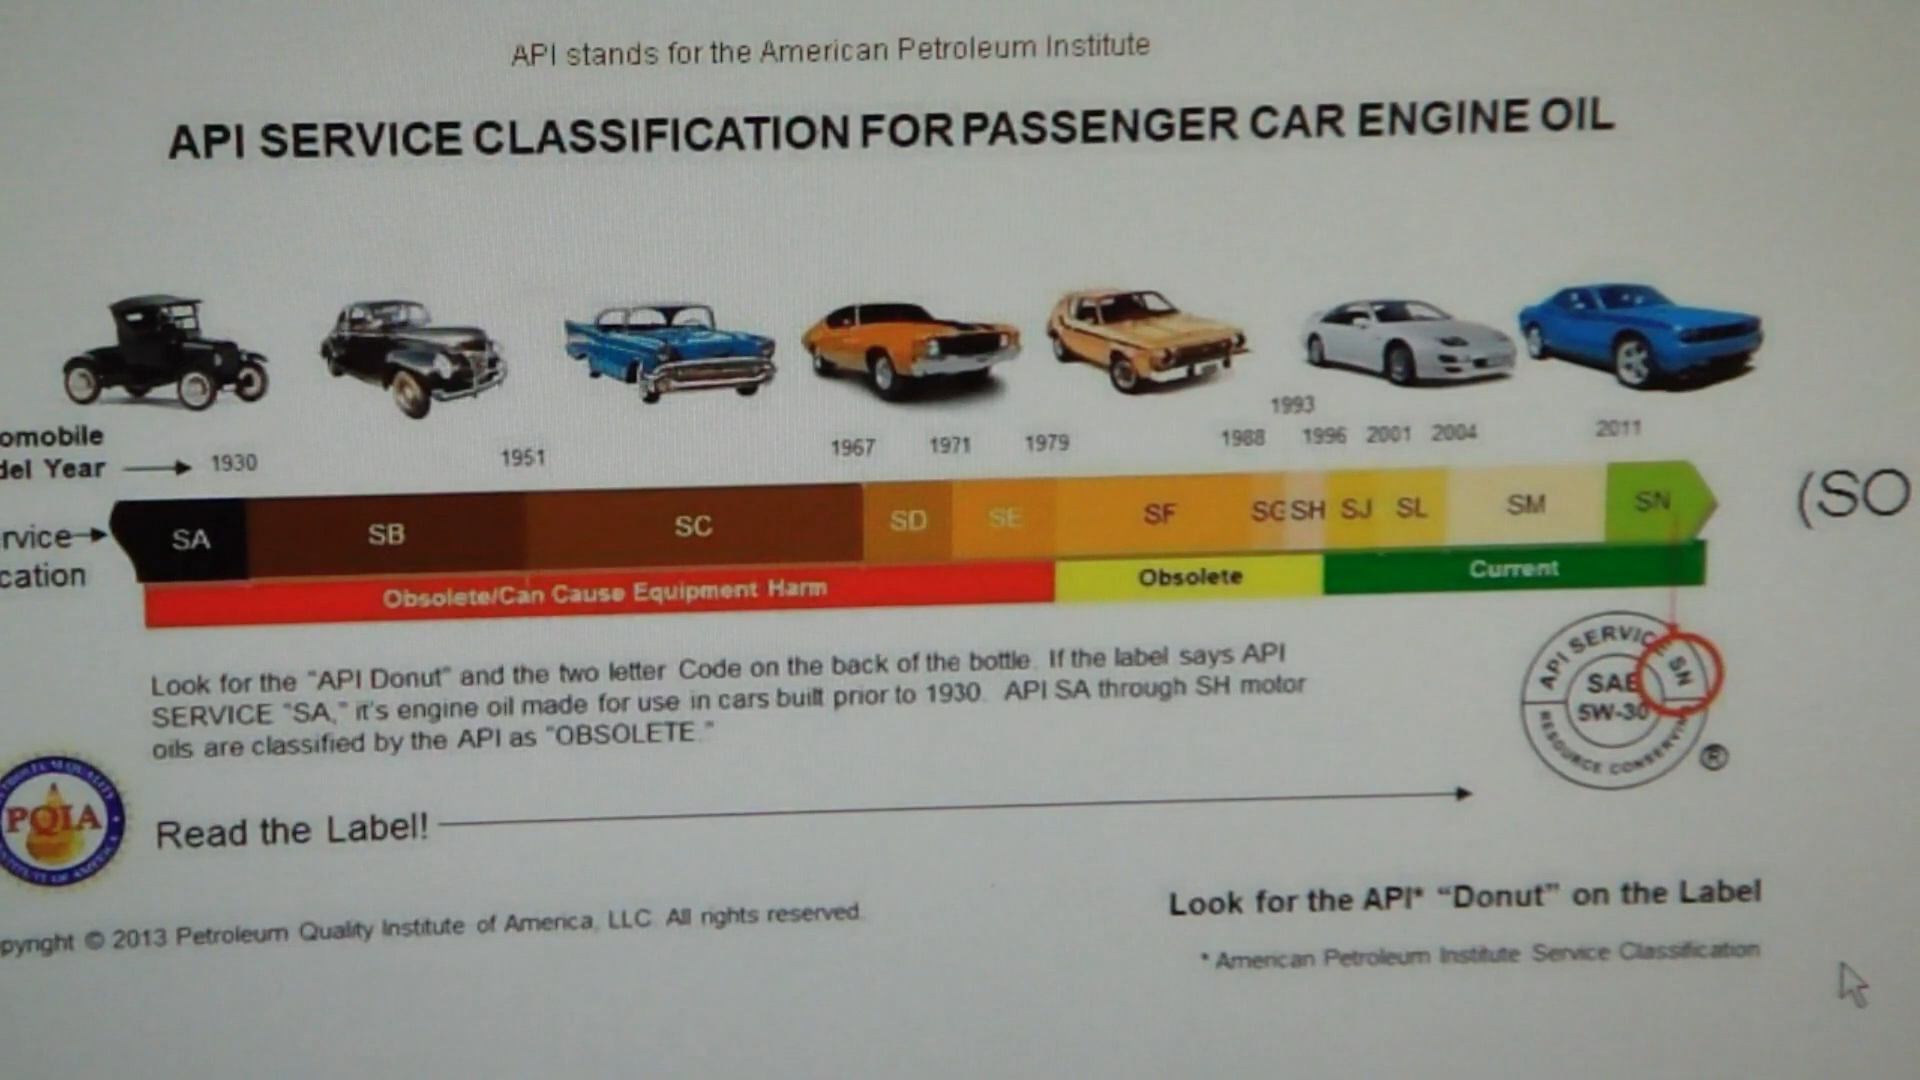 API stands for the American Petroleum Institute
API SERVICE CLASSIFICATION FOR PASSENGER CAR ENGINE OIL
omobile
del Year
1930
1951
1967
1971
1979
1988
1993
1996
2001
2004
2011
rvice
cation
SA
SB
SC
SD
SE
SF
SG
SH
SJ
SL
SM
SN
(SO
Obsolete/Can Cause Equipment Harm
Obsolete
Current
Look for the "API Donut" and the two letter Code on the back of the bottle. If the label says API
SERVICE "SA," it's engine oil made for use in cars built prior to 1930. API SA through SH motor
oils are classified by the API as "OBSOLETE."
API SERVICE SN
SAE
5W-30
RESOURCE CONSERVING
®
PQIA
Read the Label!
Look for the API* "Donut" on the Label
pyright © 2013 Petroleum Quality Institute of America, LLC. All rights reserved.
* American Petroleum Institute Service Classification